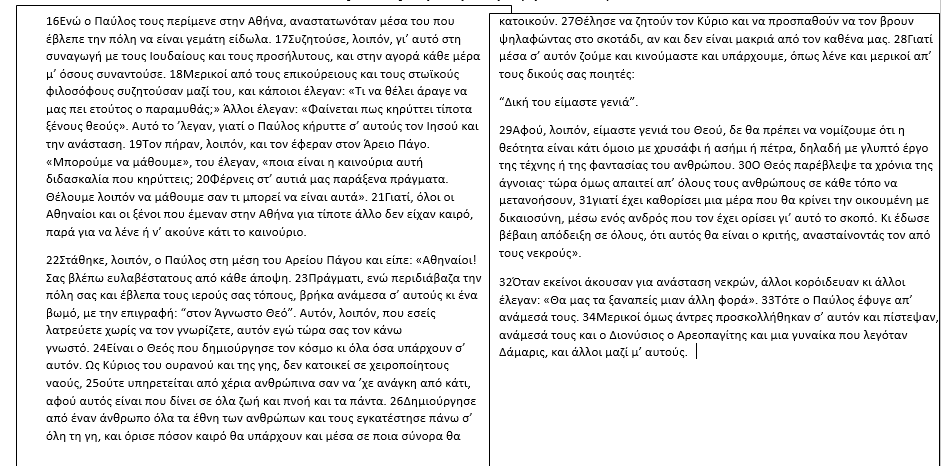 16Ενώ ο Παύλος τους περίμενε στην Αθήνα, αναστατωνόταν μέσα του που
έβλεπε την πόλη να είναι γεμάτη είδωλα. 17Συζητούσε, λοιπόν, γι’ αυτό στη
συναγωγή με τους Ιουδαίους και τους προσήλυτους, και στην αγορά κάθε μέρα
μ’ όσους συναντούσε. 18Μερικοί από τους επικούρειους και τους στωϊκούς
φιλοσόφους συζητούσαν μαζί του, και κάποιοι έλεγαν: «Τι να θέλει άραγε να
μας πει ετούτος ο παραμυθάς;» Άλλοι έλεγαν: «Φαίνεται πως κηρύττει τίποτα
ξένους θεούς». Αυτό το ’λεγαν, γιατί ο Παύλος κήρυττε σ’ αυτούς τον Ιησού και
την ανάσταση. 19Τον πήραν, λοιπόν, και τον έφεραν στον Άρειο Πάγο.
«Μπορούμε να μάθουμε», του έλεγαν, «ποια είναι η καινούρια αυτή
διδασκαλία που κηρύττεις; 20Φέρνεις στ’ αυτιά μας παράξενα πράγματα.
Θέλουμε λοιπόν να μάθουμε σαν τι μπορεί να είναι αυτά». 21Γιατί, όλοι οι
Αθηναίοι και οι ξένοι που έμεναν στην Αθήνα για τίποτε άλλο δεν είχαν καιρό,
παρά για να λένε ή ν’ ακούνε κάτι το καινούριο.
22Στάθηκε, λοιπόν, ο Παύλος στη μέση του Αρείου Πάγου και είπε: «Αθηναίοι!
Σας βλέπω ευλαβέστατους από κάθε άποψη. 23Πράγματι, ενώ περιδιάβαζα την
πόλη σας και έβλεπα τους ιερούς σας τόπους, βρήκα ανάμεσα σ’ αυτούς κι ένα
βωμό, με την επιγραφή: “στον Άγνωστο Θεό”. Αυτόν, λοιπόν, που εσείς
λατρεύετε χωρίς να τον γνωρίζετε, αυτόν εγώ τώρα σας τον κάνω
γνωστό. 24Είναι ο Θεός που δημιούργησε τον κόσμο κι όλα όσα υπάρχουν σ’
αυτόν. Ως Κύριος του ουρανού και της γης, δεν κατοικεί σε χειροποίητους
ναούς, 25ούτε υπηρετείται από χέρια ανθρώπινα σαν να ’χε ανάγκη από κάτι,
αφού αυτός είναι που δίνει σε όλα ζωή και πνοή και τα πάντα. 26Δημιούργησε
από έναν άνθρωπο όλα τα έθνη των ανθρώπων και τους εγκατέστησε πάνω σ’
όλη τη γη, και όρισε πόσον καιρό θα υπάρχουν και μέσα σε ποια σύνορα θα
κατοικούν. 27Θέλησε να ζητούν τον Κύριο και να προσπαθούν να τον βρουν
ψηλαφώντας στο σκοτάδι, αν και δεν είναι μακριά από τον καθένα μας. 28Γιατί
μέσα σ’ αυτόν ζούμε και κινούμαστε και υπάρχουμε, όπως λένε και μερικοί απ’
τους δικούς σας ποιητές:
“Δική του είμαστε γενιά”.
29Αφού, λοιπόν, είμαστε γενιά του Θεού, δε θα πρέπει να νομίζουμε ότι η
θεότητα είναι κάτι όμοιο με χρυσάφι ή ασήμι ή πέτρα, δηλαδή με γλυπτό έργο
της τέχνης ή της φαντασίας του ανθρώπου. 30Ο Θεός παρέβλεψε τα χρόνια της
άγνοιας· τώρα όμως απαιτεί απ’ όλους τους ανθρώπους σε κάθε τόπο να
μετανοήσουν, 31γιατί έχει καθορίσει μια μέρα που θα κρίνει την οικουμένη με
δικαιοσύνη, μέσω ενός ανδρός που τον έχει ορίσει γι’ αυτό το σκοπό. Κι έδωσε
βέβαιη απόδειξη σε όλους, ότι αυτός θα είναι ο κριτής, ανασταίνοντάς τον από
τους νεκρούς».
32Όταν εκείνοι άκουσαν για ανάσταση νεκρών, άλλοι κορόιδευαν κι άλλοι
έλεγαν: «Θα μας τα ξαναπείς μιαν άλλη φορά». 33Τότε ο Παύλος έφυγε απ’
ανάμεσά τους. 34Μερικοί όμως άντρες προσκολλήθηκαν σ’ αυτόν και πίστεψαν,
ανάμεσά τους και ο Διονύσιος ο Αρεοπαγίτης και μια γυναίκα που λεγόταν
Δάμαρις, και άλλοι μαζί μ’ αυτούς.